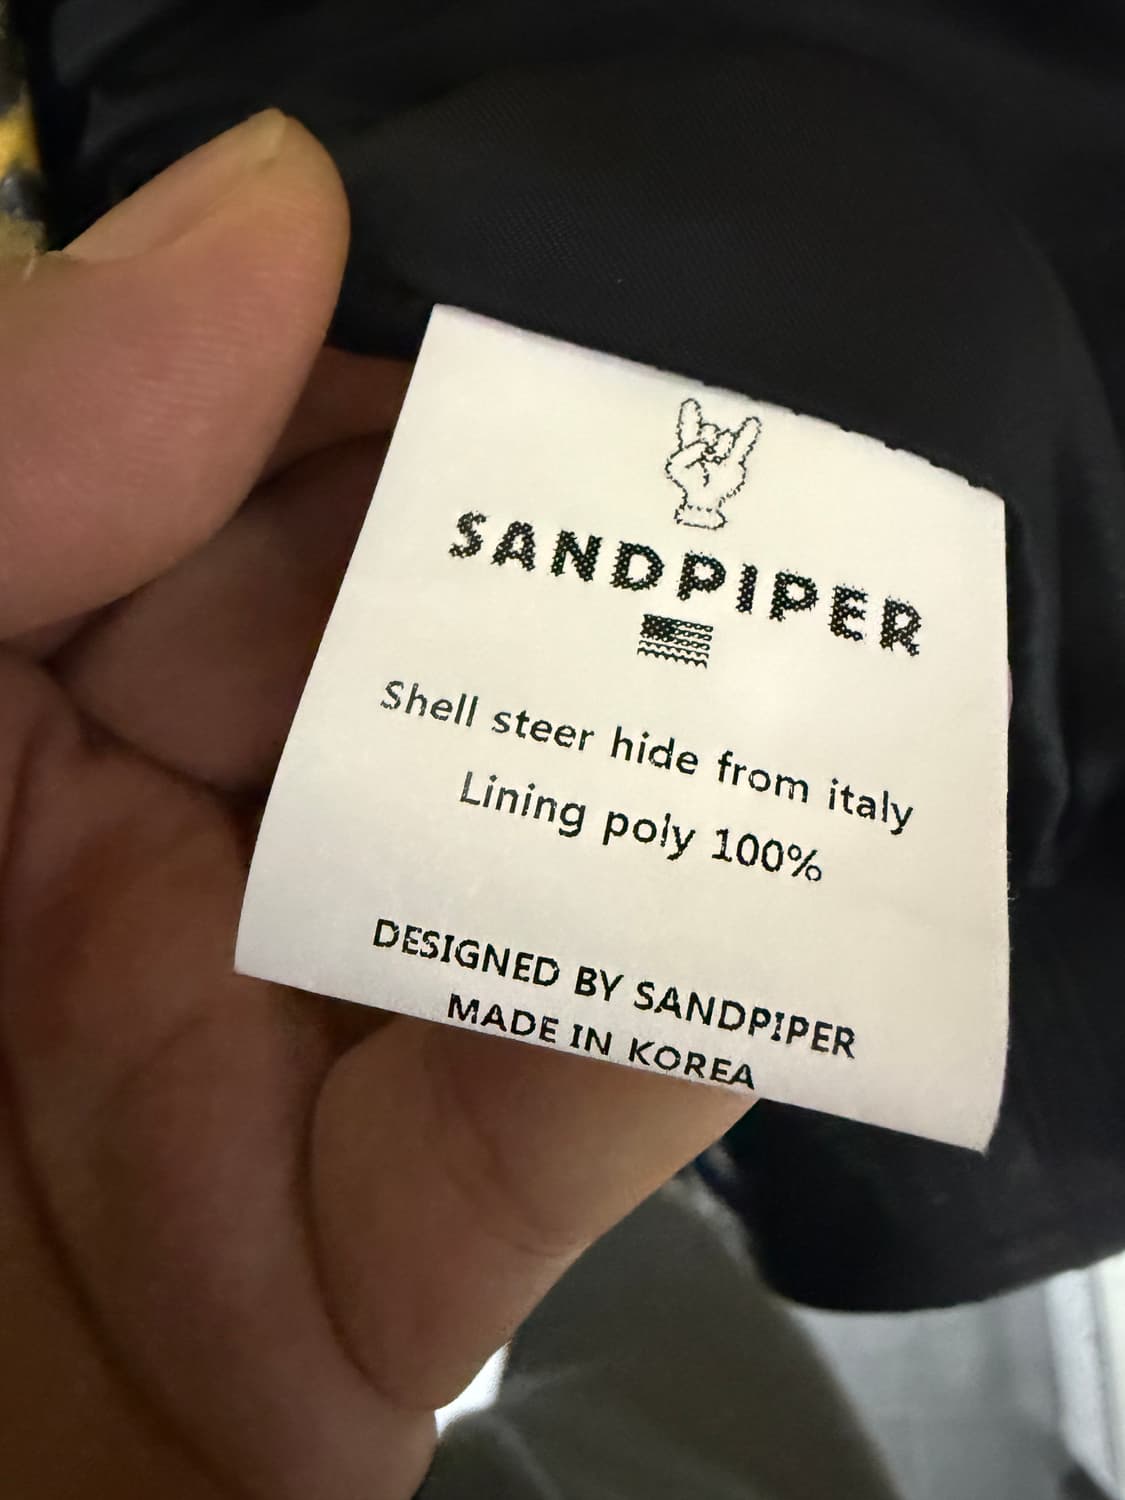 SANDPIPER
Shell steer hide from italy
Lining poly 100%
DESIGNED BY SANDPIPER
MADE IN KOREA